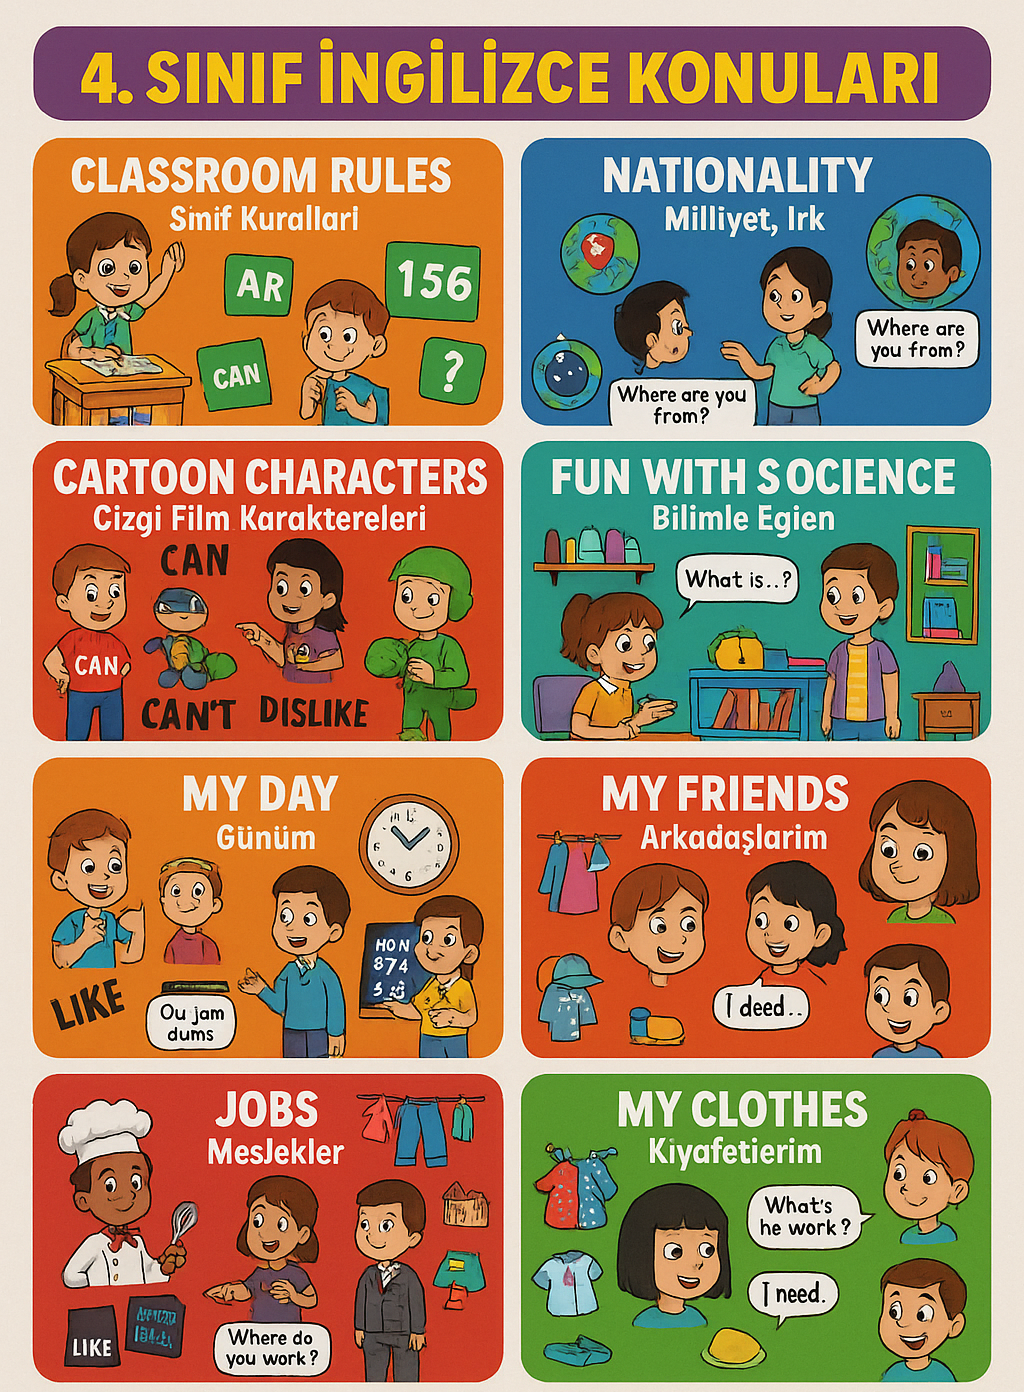 4. SINIF İNGİLİZCE KONULARI
CLASSROOM RULES
Sinif Kurallari
AR
156
CAN
?
NATIONALITY
Milliyet, Irk
Where are
you from?
Where are you
from?
CARTOON CHARACTERS
Cizgi Film Karaktereleri
CAN
CAN
CAN'T
DISLIKE
FUN WITH SOCIENCE
Bilimle Egien
What is..?
MY DAY
Günüm
6
HON
874
LIKE
Ou jam
dums
MY FRIENDS
Arkadaşlarim
I deed..
JOBS
MesJekler
LIKE
Where do
you work?
MY CLOTHES
Kiyafetierim
What's
he work?
I need.